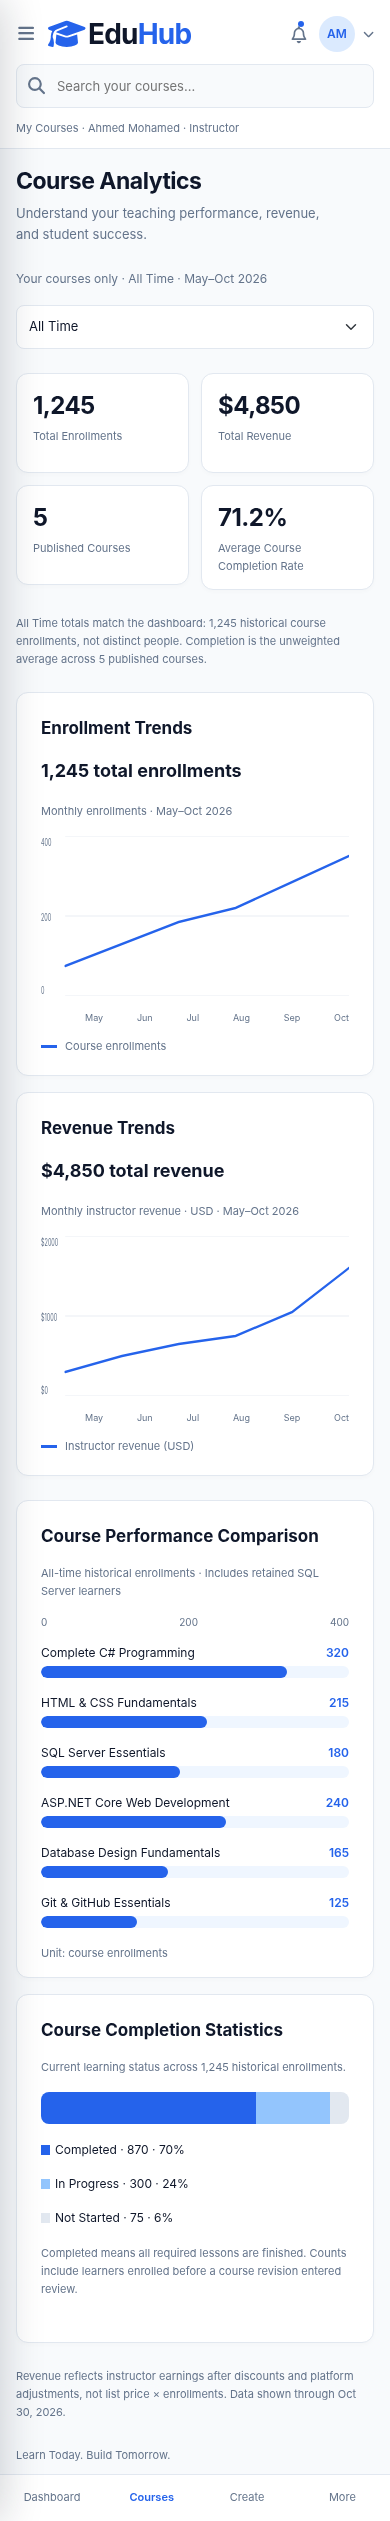 EduHub
AM
Search your courses...
My Courses · Ahmed Mohamed · Instructor
Course Analytics
Understand your teaching performance, revenue,
and student success.
Your courses only · All Time · May–Oct 2026
All Time
1,245
Total Enrollments
$4,850
Total Revenue
5
Published Courses
71.2%
Average Course
Completion Rate
All Time totals match the dashboard: 1,245 historical course
enrollments, not distinct people. Completion is the unweighted
average across 5 published courses.
Enrollment Trends
1,245 total enrollments
Monthly enrollments · May–Oct 2026
400
200
0
May Jun Jul Aug Sep Oct
Course enrollments
Revenue Trends
$4,850 total revenue
Monthly instructor revenue · USD · May–Oct 2026
$2000
$1000
$0
May Jun Jul Aug Sep Oct
Instructor revenue (USD)
Course Performance Comparison
All-time historical enrollments · Includes retained SQL
Server learners
0 200 400
Complete C# Programming 320
HTML & CSS Fundamentals 215
SQL Server Essentials 180
ASP.NET Core Web Development 240
Database Design Fundamentals 165
Git & GitHub Essentials 125
Unit: course enrollments
Course Completion Statistics
Current learning status across 1,245 historical enrollments.
Completed · 870 · 70%
In Progress · 300 · 24%
Not Started · 75 · 6%
Completed means all required lessons are finished. Counts
include learners enrolled before a course revision entered
review.
Revenue reflects instructor earnings after discounts and platform
adjustments, not list price × enrollments. Data shown through Oct
30, 2026.
Learn Today. Build Tomorrow.
Dashboard Courses Create More